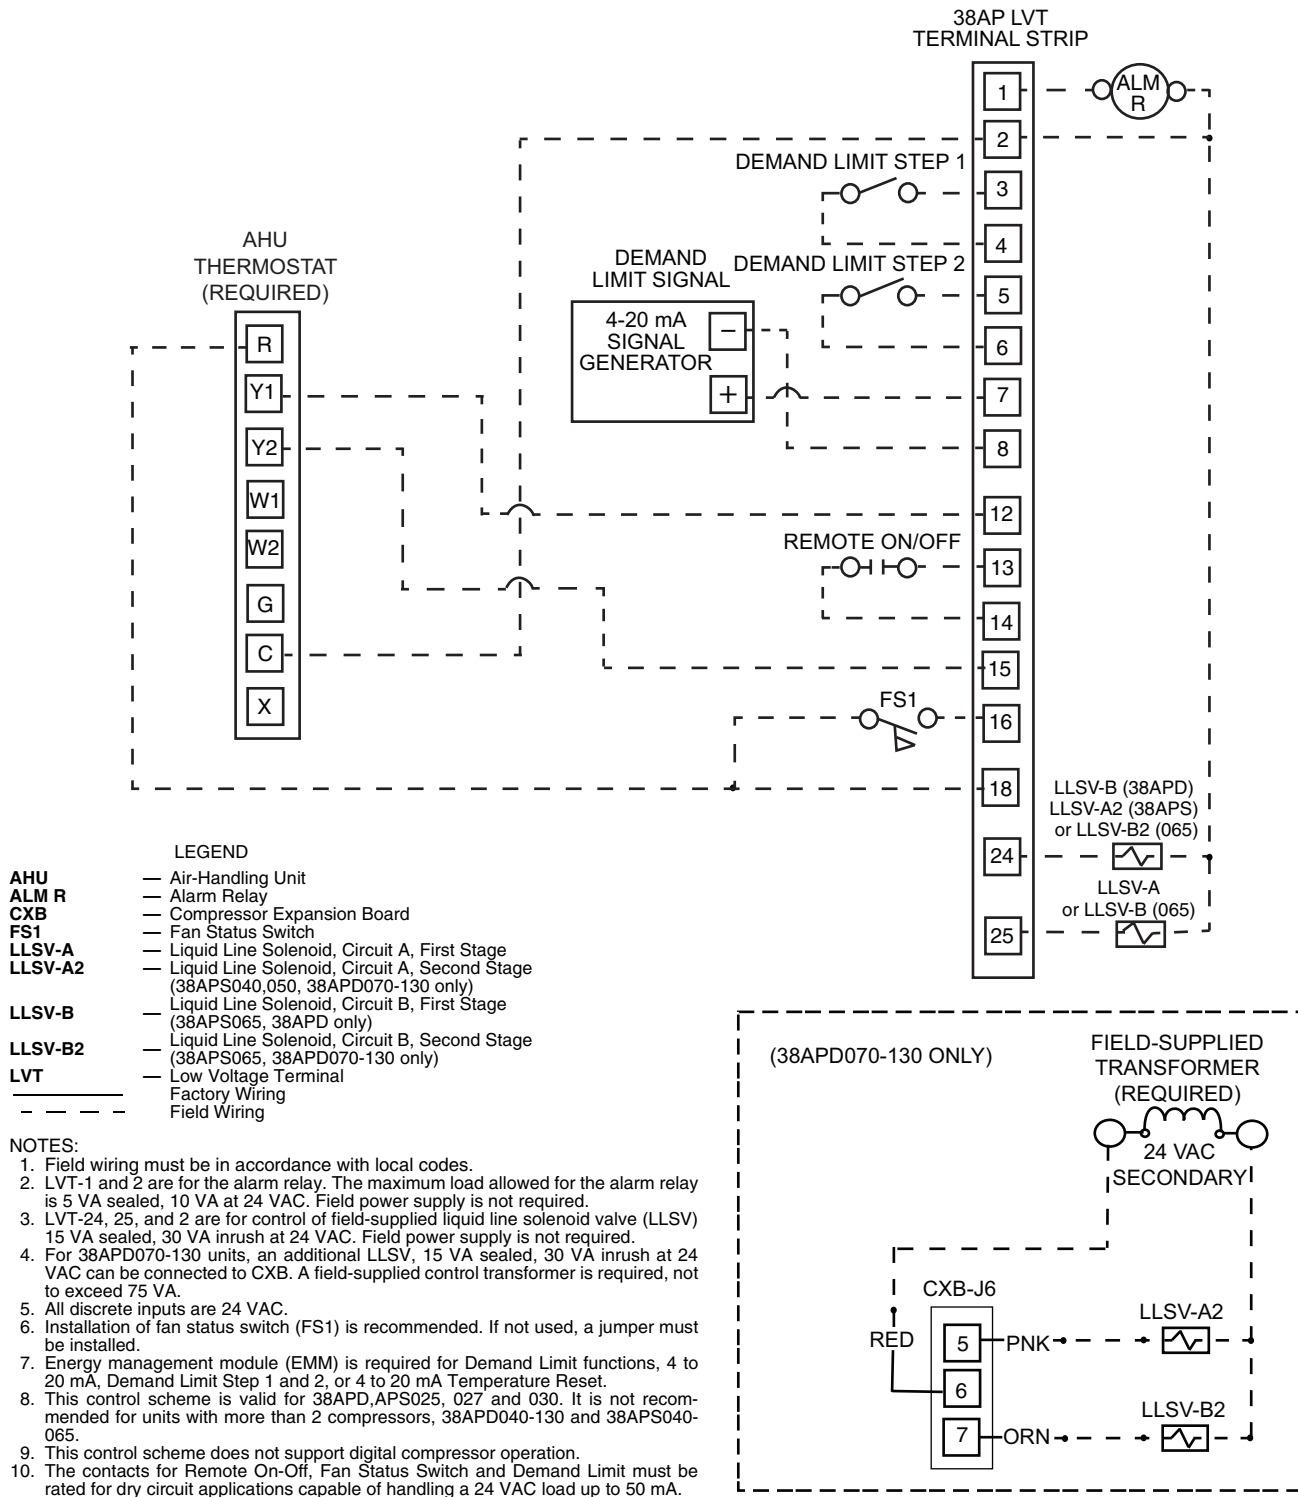 38AP LVT
TERMINAL STRIP
1
ALM
R
2
DEMAND LIMIT STEP 1
3
4
AHU
THERMOSTAT
(REQUIRED)
DEMAND
LIMIT SIGNAL
DEMAND LIMIT STEP 2
5
4-20 mA
SIGNAL
GENERATOR
−
+
6
7
8
R
Y1
Y2
W1
W2
G
C
X
12
REMOTE ON/OFF
13
14
15
FS1
16
18
LLSV-B (38APD)
LLSV-A2 (38APS)
or LLSV-B2 (065)
24
LLSV-A
or LLSV-B (065)
25
LEGEND
AHU — Air-Handling Unit
ALM R — Alarm Relay
CXB — Compressor Expansion Board
FS1 — Fan Status Switch
LLSV-A — Liquid Line Solenoid, Circuit A, First Stage
LLSV-A2 — Liquid Line Solenoid, Circuit A, Second Stage
(38APS040,050, 38APD070-130 only)
LLSV-B — Liquid Line Solenoid, Circuit B, First Stage
(38APS065, 38APD only)
LLSV-B2 — Liquid Line Solenoid, Circuit B, Second Stage
(38APS065, 38APD070-130 only)
LVT — Low Voltage Terminal
Factory Wiring
Field Wiring
NOTES:
1. Field wiring must be in accordance with local codes.
2. LVT-1 and 2 are for the alarm relay. The maximum load allowed for the alarm relay
is 5 VA sealed, 10 VA at 24 VAC. Field power supply is not required.
3. LVT-24, 25, and 2 are for control of field-supplied liquid line solenoid valve (LLSV)
15 VA sealed, 30 VA inrush at 24 VAC. Field power supply is not required.
4. For 38APD070-130 units, an additional LLSV, 15 VA sealed, 30 VA inrush at 24
VAC can be connected to CXB. A field-supplied control transformer is required, not
to exceed 75 VA.
5. All discrete inputs are 24 VAC.
6. Installation of fan status switch (FS1) is recommended. If not used, a jumper must
be installed.
7. Energy management module (EMM) is required for Demand Limit functions, 4 to
20 mA, Demand Limit Step 1 and 2, or 4 to 20 mA Temperature Reset.
8. This control scheme is valid for 38APD,APS025, 027 and 030. It is not recom-
mended for units with more than 2 compressors, 38APD040-130 and 38APS040-
065.
9. This control scheme does not support digital compressor operation.
10. The contacts for Remote On-Off, Fan Status Switch and Demand Limit must be
rated for dry circuit applications capable of handling a 24 VAC load up to 50 mA.
(38APD070-130 ONLY)
FIELD-SUPPLIED
TRANSFORMER
(REQUIRED)
24 VAC
SECONDARY
CXB-J6
RED
5
PNK
LLSV-A2
6
7
ORN
LLSV-B2